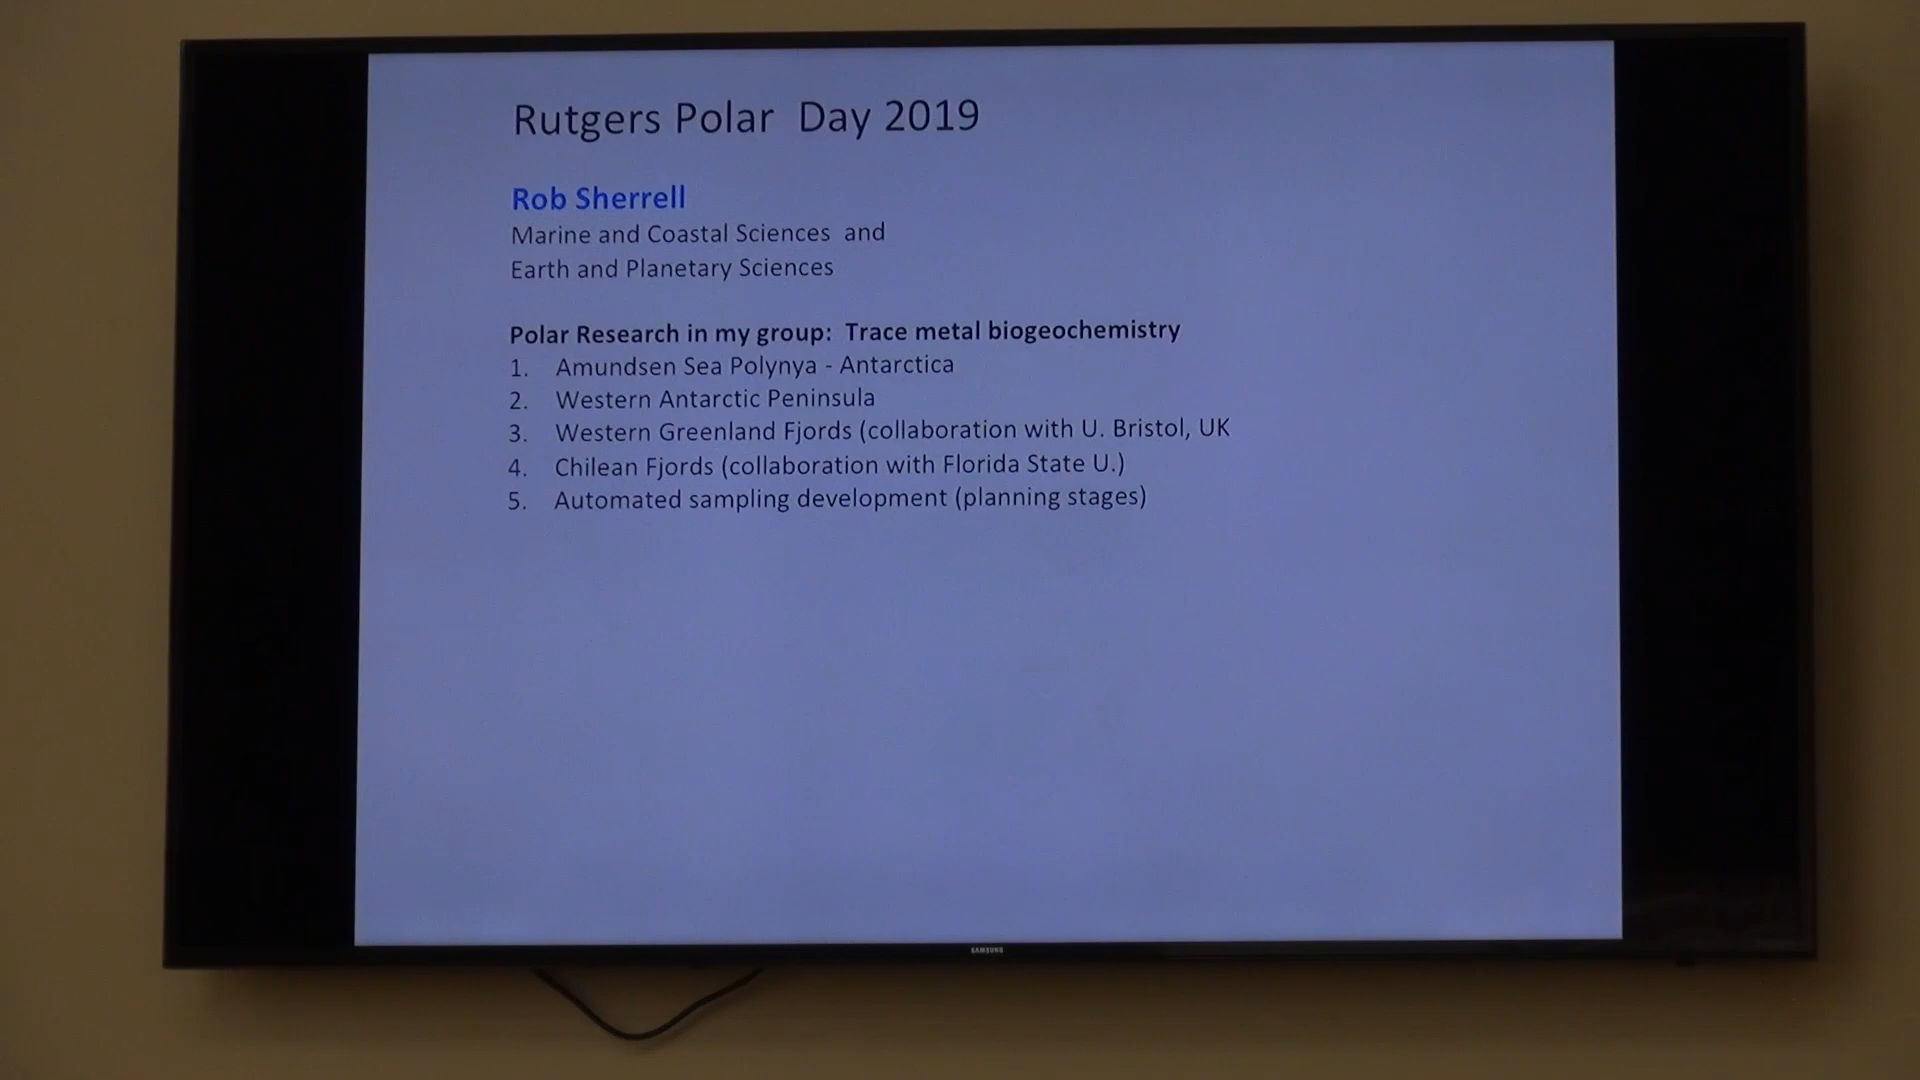 Rutgers Polar Day 2019
Rob Sherrell
Marine and Coastal Sciences and
Earth and Planetary Sciences
Polar Research in my group: Trace metal biogeochemistry
1. Amundsen Sea Polynya - Antarctica
2. Western Antarctic Peninsula
3. Western Greenland Fjords (collaboration with U. Bristol, UK
4. Chilean Fjords (collaboration with Florida State U.)
5. Automated sampling development (planning stages)
SAMSUNG